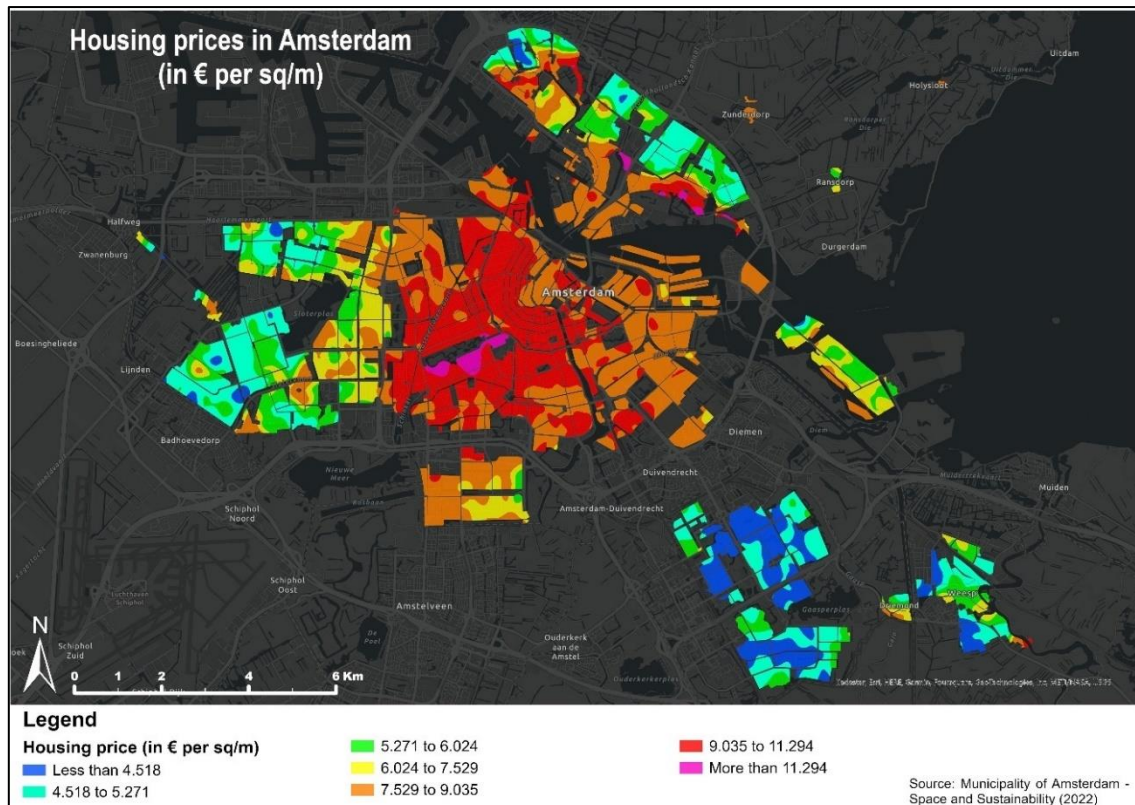 Housing prices in Amsterdam
(in € per sq/m)
Uitdam
Holysloot
Zunderdorp
Ransdorp
Halfweg
Zwanenburg
Durgerdam
Amsterdam
Sloterplas
Boesingheliede
Lijnden
Badhoevedorp
Diemen
Diem
Nieuwe
Meer
Duivendrecht
Muiden
Schiphol
Noord
Amsterdam-Duivendrecht
Schiphol
Oost
Amstelveen
Gaasperplas
Driemond
Weesp
N
Schiphol
Zuid
De
Poel
Ouderkerk
aan de
Amstel
Ouderkerkerplas
0 1 2 4 6 Km
Legend
Housing price (in € per sq/m)
Less than 4.518
4.518 to 5.271
5.271 to 6.024
6.024 to 7.529
7.529 to 9.035
9.035 to 11.294
More than 11.294
Source: Municipality of Amsterdam -
Space and Sustainability (2022)